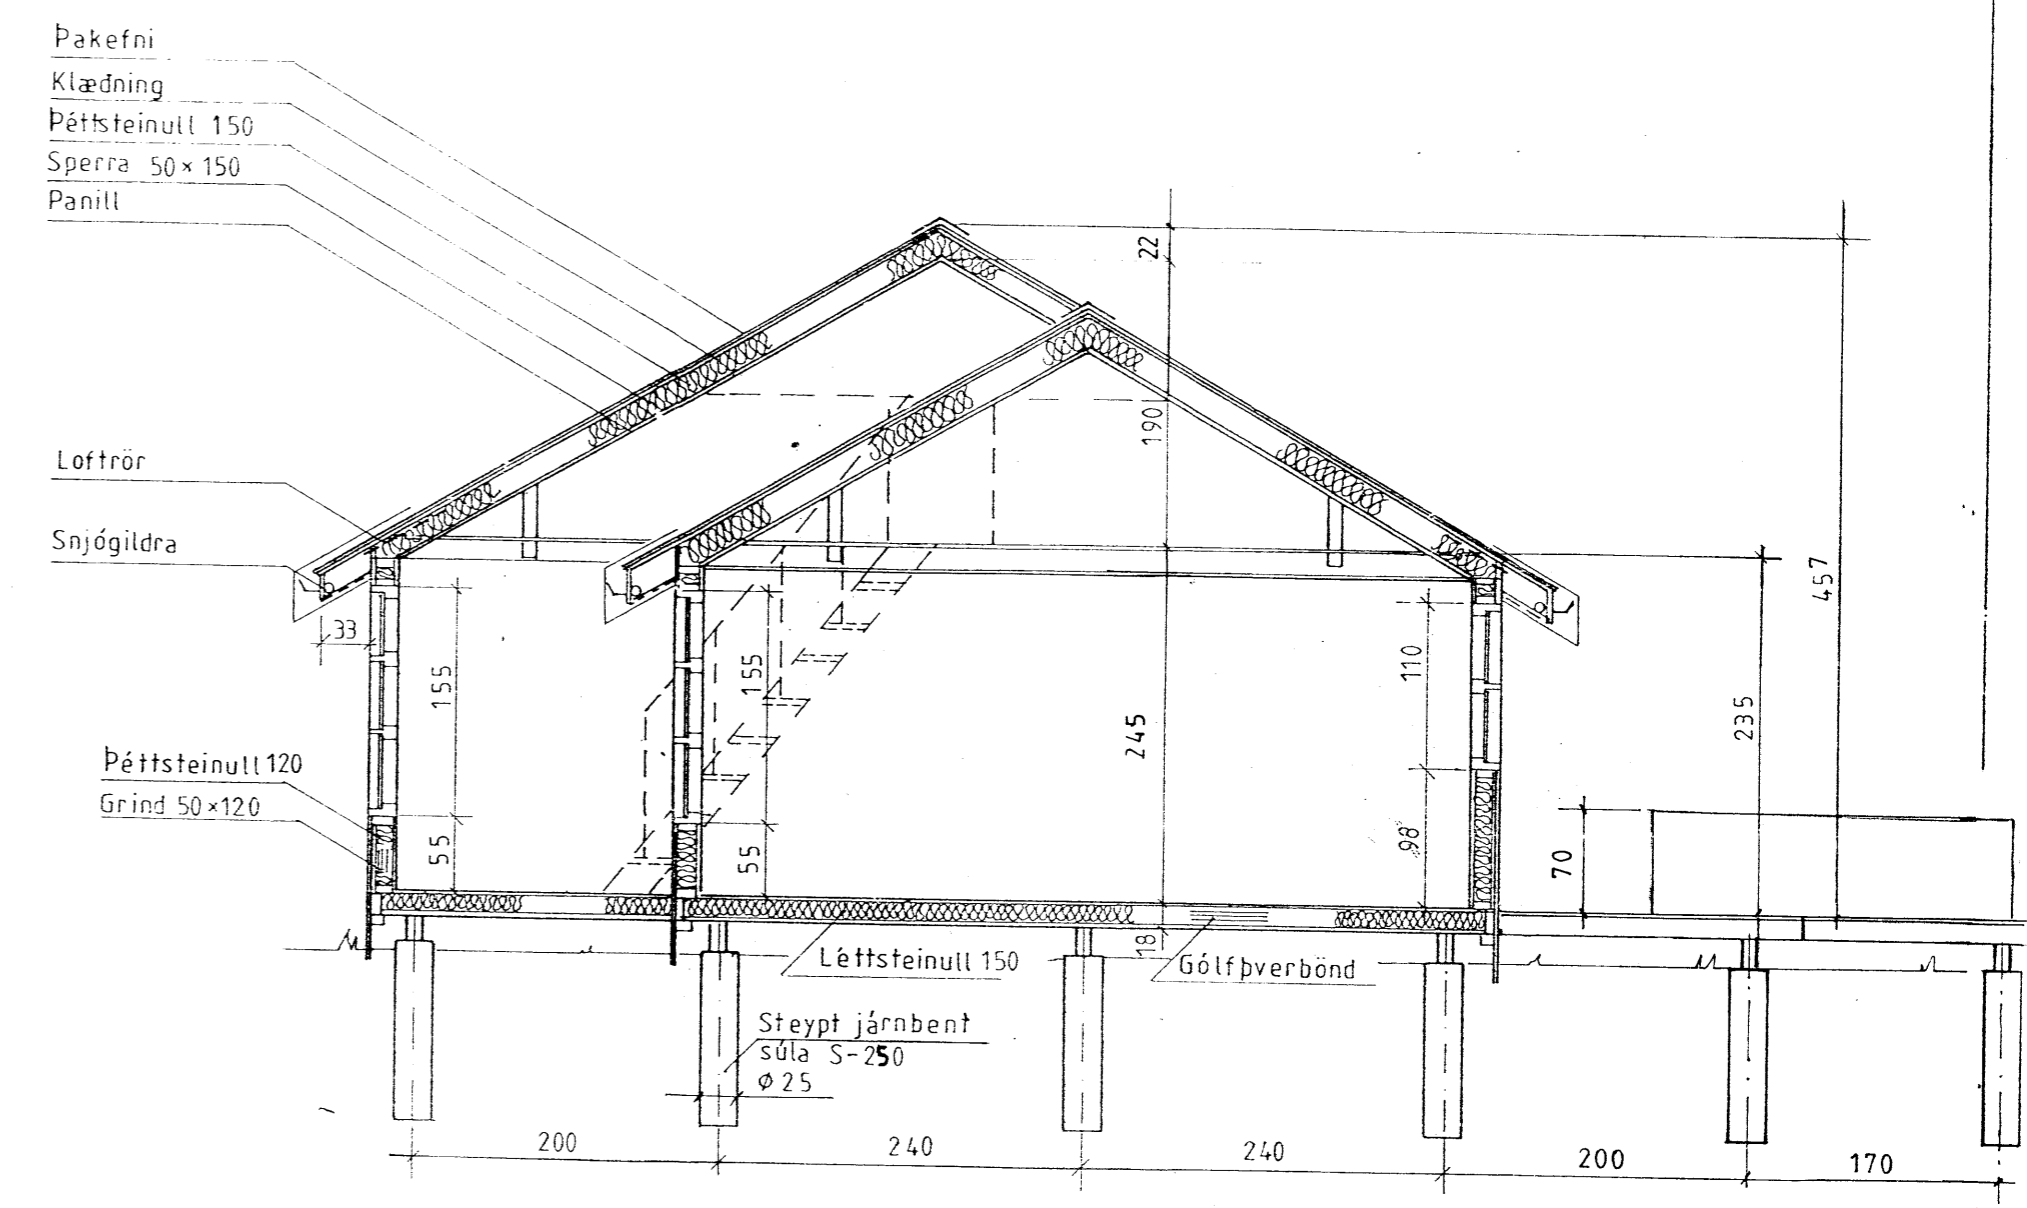 Þakefni
Klæðning
Þéttsteinull 150
Sperra 50×150
Panill
22
190
Loftrör
Snjógildra
33
155
155
110
457
235
245
Þéttsteinull 120
Grind 50×120
55
55
98
70
18
Léttsteinull 150
Gólfþverbönd
Steypt járnbent
súla S-250
Ø25
200
240
240
200
170